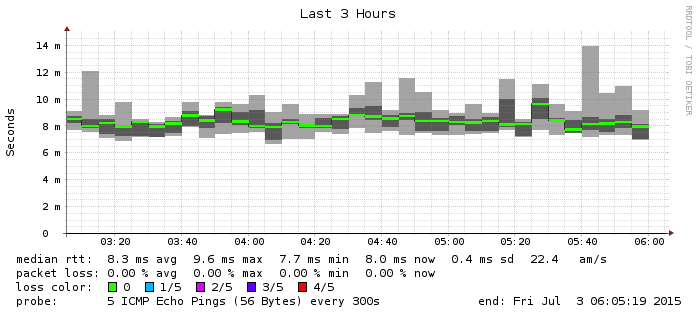 Last 3 Hours
RRDTOOL / TOBI OETIKER
Seconds
14 m
12 m
10 m
8 m
6 m
4 m
2 m
0
03:20 03:40 04:00 04:20 04:40 05:00 05:20 05:40 06:00
median rtt: 8.3 ms avg 9.6 ms max 7.7 ms min 8.0 ms now 0.4 ms sd 22.4 am/s
packet loss: 0.00 % avg 0.00 % max 0.00 % min 0.00 % now
loss color: 0 1/5 2/5 3/5 4/5
probe: 5 ICMP Echo Pings (56 Bytes) every 300s end: Fri Jul 3 06:05:19 2015